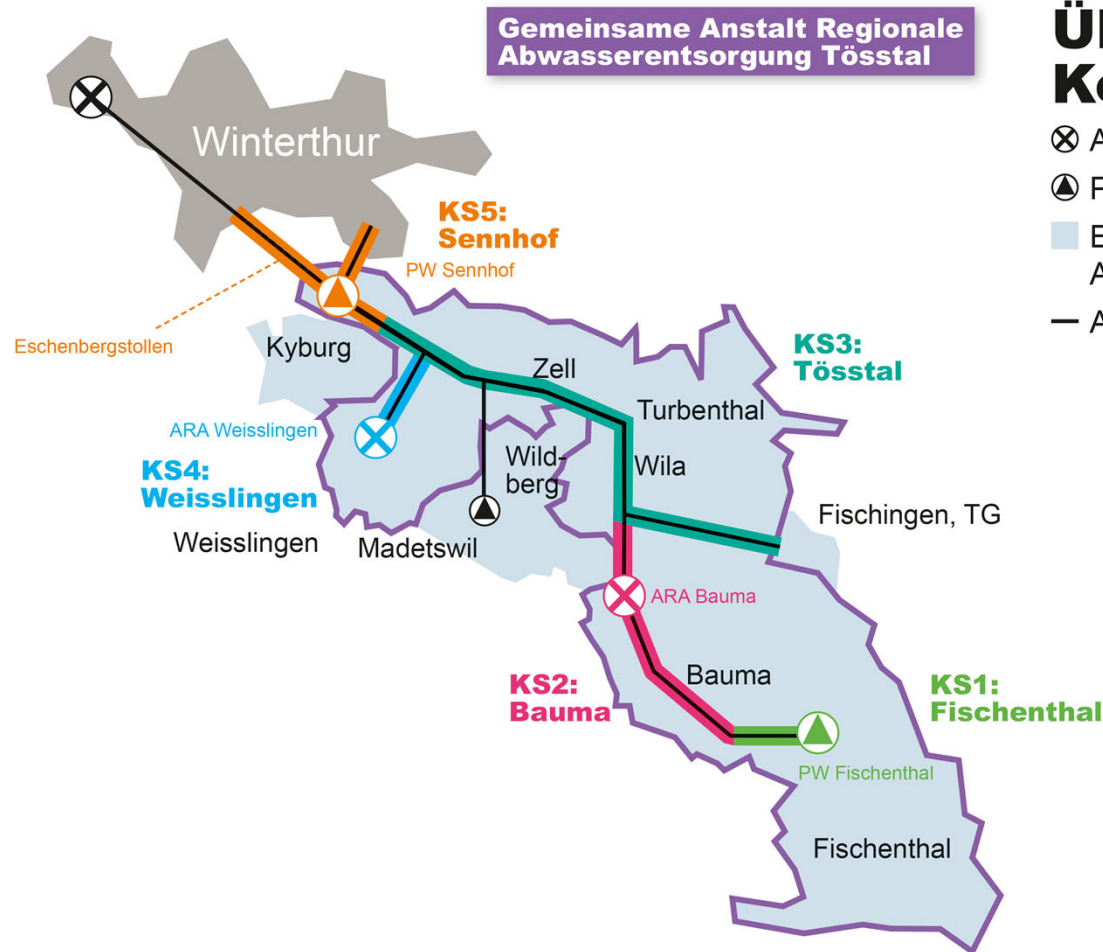 Gemeinsame Anstalt Regionale
Abwasserentsorgung Tösstal
Winterthur
KS5:
Sennhof
PW Sennhof
Eschenbergstollen
Kyburg
Zell
KS3:
Tösstal
Turbenthal
ARA Weisslingen
KS4:
Weisslingen
Wild-
berg
Wila
Weisslingen
Madetswil
Fischingen, TG
ARA Bauma
KS2:
Bauma
Bauma
KS1:
Fischenthal
PW Fischenthal
Fischenthal